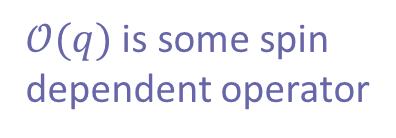 𝒪(q) is some spin
dependent operator